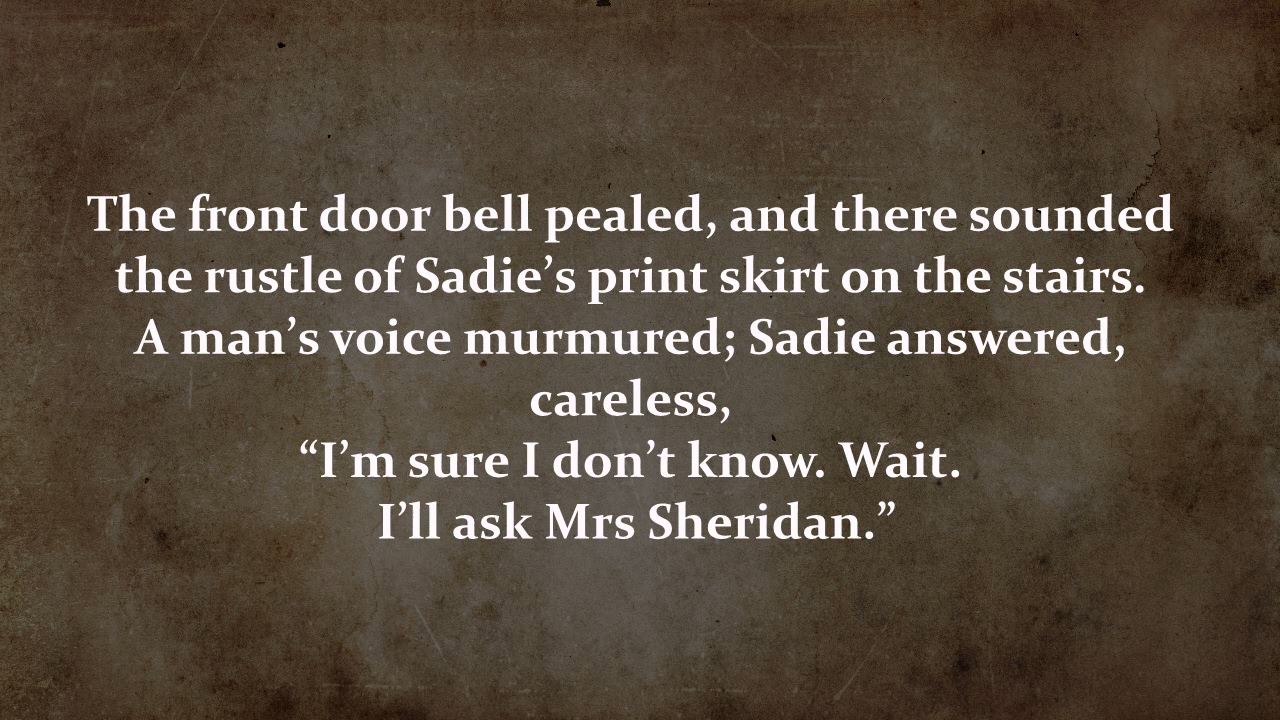 The front door bell pealed, and there sounded
the rustle of Sadie’s print skirt on the stairs.
A man’s voice murmured; Sadie answered,
careless,
“I’m sure I don’t know. Wait.
I’ll ask Mrs Sheridan.”